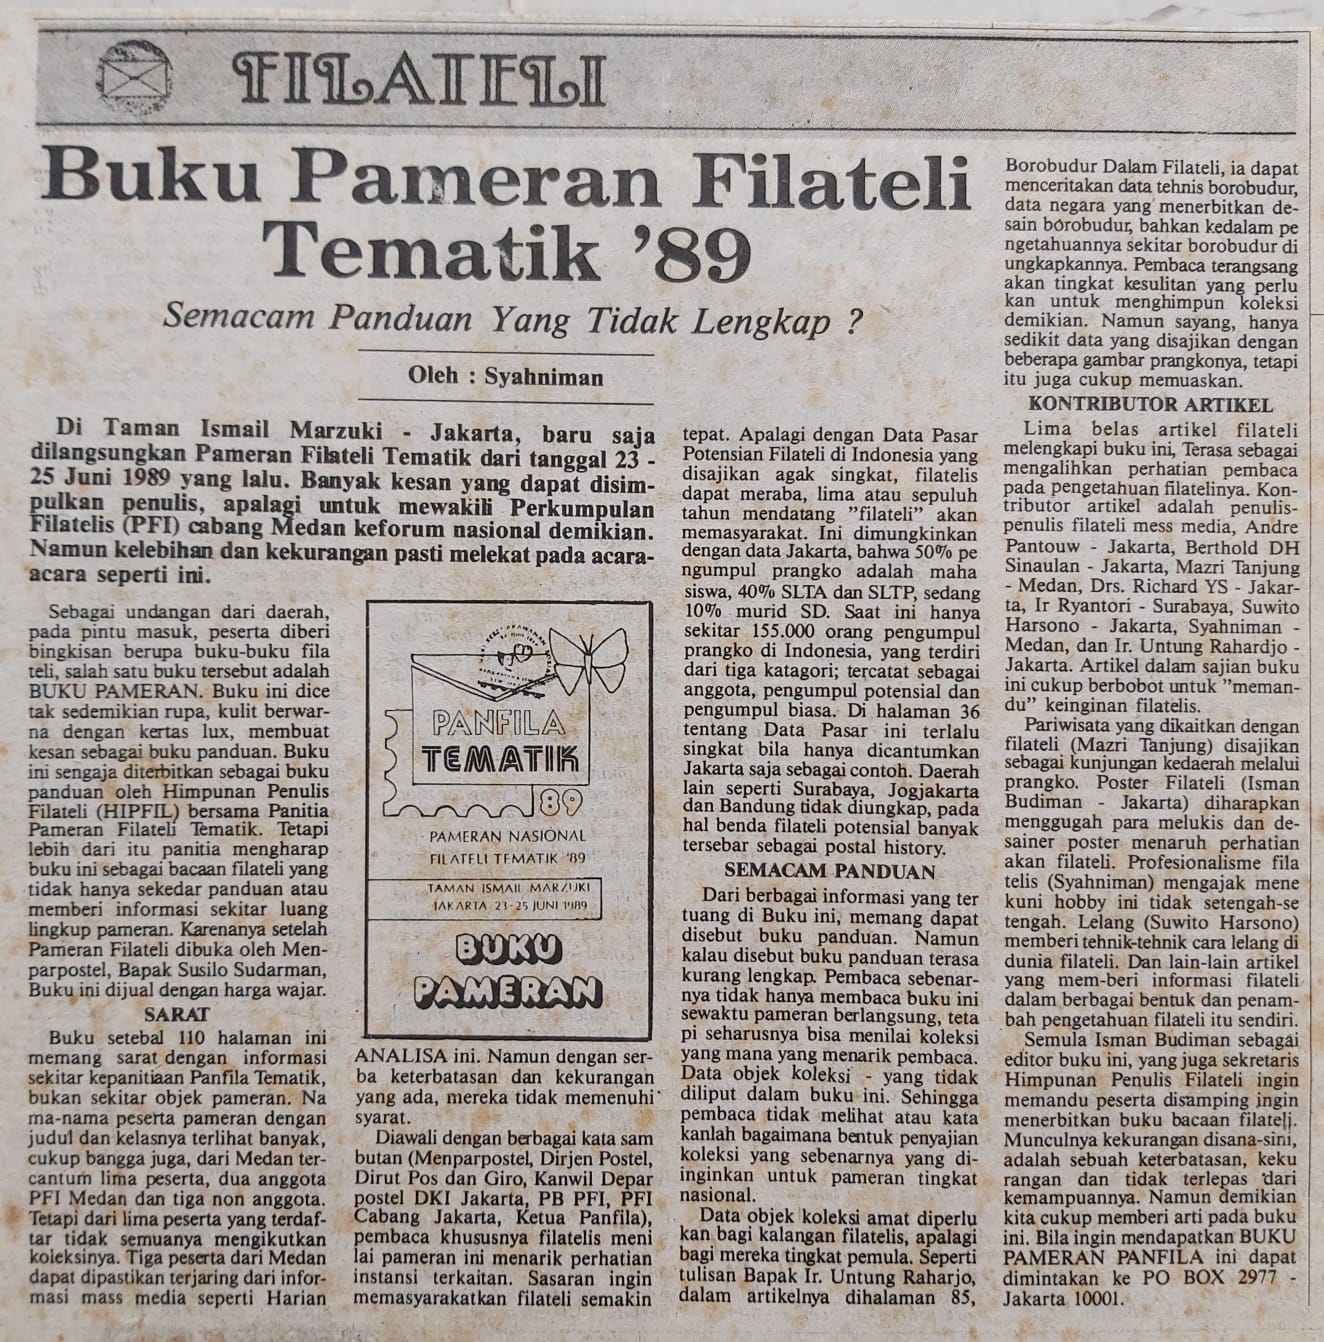 FILATELI
Buku Pameran Filateli
Tematik '89
Semacam Panduan Yang Tidak Lengkap ?
Oleh : Syahniman
Di Taman Ismail Marzuki - Jakarta, baru saja
dilangsungkan Pameran Filateli Tematik dari tanggal 23 -
25 Juni 1989 yang lalu. Banyak kesan yang dapat disim-
pulkan penulis, apalagi untuk mewakili Perkumpulan
Filatelis (PFI) cabang Medan keforum nasional demikian.
Namun kelebihan dan kekurangan pasti melekat pada acara-
acara seperti ini.
Sebagai undangan dari daerah,
pada pintu masuk, peserta diberi
bingkisan berupa buku-buku fila
teli, salah satu buku tersebut adalah
BUKU PAMERAN. Buku ini dice
tak sedemikian rupa, kulit berwar-
na dengan kertas lux, membuat
kesan sebagai buku panduan. Buku
ini sengaja diterbitkan sebagai buku
panduan oleh Himpunan Penulis
Filateli (HIPFIL) bersama Panitia
Pameran Filateli Tematik. Tetapi
lebih dari itu panitia mengharap
buku ini sebagai bacaan filateli yang
tidak hanya sekedar panduan atau
memberi informasi sekitar luang
lingkup pameran. Karenanya setelah
Pameran Filateli dibuka oleh Men-
parpostel, Bapak Susilo Sudarman,
Buku ini dijual dengan harga wajar.
SARAT
Buku setebal 110 halaman ini
memang sarat dengan informasi
sekitar kepanitiaan Panfila Tematik,
bukan sekitar objek pameran. Na
ma-nama peserta pameran dengan
judul dan kelasnya terlihat banyak,
cukup bangga juga, dari Medan ter-
cantum lima peserta, dua anggota
PFI Medan dan tiga non anggota.
Tetapi dari lima peserta yang terdaf-
tar tidak semuanya mengikutkan
koleksinya. Tiga peserta dari Medan
dapat dipastikan terjaring dari infor-
masi mass media seperti Harian
PANFILA
TEMATIK
89
PAMERAN NASIONAL
FILATELI TEMATIK '89
TAMAN ISMAIL MARZUKI
JAKARTA 23-25 JUNI 1989
BUKU
PAMERAN
ANALISA ini. Namun dengan ser-
ba keterbatasan dan kekurangan
yang ada, mereka tidak memenuhi
syarat.
Diawali dengan berbagai kata sam
butan (Menparpostel, Dirjen Postel,
Dirut Pos dan Giro, Kanwil Depar
postel DKI Jakarta, PB PFI, PFI
Cabang Jakarta, Ketua Panfila),
pembaca khususnya filatelis meni
lai pameran ini menarik perhatian
instansi terkaitan. Sasaran ingin
memasyarakatkan filateli semakin
tepat. Apalagi dengan Data Pasar
Potensian Filateli di Indonesia yang
disajikan agak singkat, filatelis
dapat meraba, lima atau sepuluh
tahun mendatang "filateli" akan
memasyarakat. Ini dimungkinkan
dengan data Jakarta, bahwa 50% pe
ngumpul prangko adalah maha
siswa, 40% SLTA dan SLTP, sedang
10% murid SD. Saat ini hanya
sekitar 155.000 orang pengumpul
prangko di Indonesia, yang terdiri
dari tiga katagori; tercatat sebagai
anggota, pengumpul potensial dan
pengumpul biasa. Di halaman 36
tentang Data Pasar ini terlalu
singkat bila hanya dicantumkan
Jakarta saja sebagai contoh. Daerah
lain seperti Surabaya, Jogjakarta
dan Bandung tidak diungkap, pada
hal benda filateli potensial banyak
tersebar sebagai postal history.
SEMACAM PANDUAN
Dari berbagai informasi yang ter
tuang di Buku ini, memang dapat
disebut buku panduan. Namun
kalau disebut buku panduan terasa
kurang lengkap. Pembaca sebenar-
nya tidak hanya membaca buku ini
sewaktu pameran berlangsung, teta
pi seharusnya bisa menilai koleksi
yang mana yang menarik pembaca.
Data objek koleksi - yang tidak
diliput dalam buku ini. Sehingga
pembaca tidak melihat atau kata
kanlah bagaimana bentuk penyajian
koleksi yang sebenarnya yang di-
inginkan untuk pameran tingkat
nasional.
Data objek koleksi amat diperlu
kan bagi kalangan filatelis, apalagi
bagi mereka tingkat pemula. Seperti
tulisan Bapak Ir. Untung Raharjo,
dalam artikelnya dihalaman 85,
Borobudur Dalam Filateli, ia dapat
menceritakan data tehnis borobudur,
data negara yang menerbitkan de-
sain borobudur, bahkan kedalam pe
ngetahuannya sekitar borobudur di
ungkapkannya. Pembaca terangsang
akan tingkat kesulitan yang perlu
kan untuk menghimpun koleksi
demikian. Namun sayang, hanya
sedikit data yang disajikan dengan
beberapa gambar prangkonya, tetapi
itu juga cukup memuaskan.
KONTRIBUTOR ARTIKEL
Lima belas artikel filateli
melengkapi buku ini, Terasa sebagai
mengalihkan perhatian pembaca
pada pengetahuan filatelinya. Kon-
tributor artikel adalah penulis-
penulis filateli mess media, Andre
Pantouw - Jakarta, Berthold DH
Sinaulan - Jakarta, Mazri Tanjung
- Medan, Drs. Richard YS - Jakar-
ta, Ir Ryantori - Surabaya, Suwito
Harsono - Jakarta, Syahniman -
Medan, dan Ir. Untung Rahardjo -
Jakarta. Artikel dalam sajian buku
ini cukup berbobot untuk "meman-
du" keinginan filatelis.
Pariwisata yang dikaitkan dengan
filateli (Mazri Tanjung) disajikan
sebagai kunjungan kedaerah melalui
prangko. Poster Filateli (Isman
Budiman - Jakarta) diharapkan
menggugah para melukis dan de-
sainer poster menaruh perhatian
akan filateli. Profesionalisme fila
telis (Syahniman) mengajak mene
kuni hobby ini tidak setengah-se
tengah. Lelang (Suwito Harsono)
memberi tehnik-tehnik cara lelang di
dunia filateli. Dan lain-lain artikel
yang mem-beri informasi filateli
dalam berbagai bentuk dan penam-
bah pengetahuan filateli itu sendiri.
Semula Isman Budiman sebagai
editor buku ini, yang juga sekretaris
Himpunan Penulis Filateli ingin
memandu peserta disamping ingin
menerbitkan buku bacaan filateli.
Munculnya kekurangan disana-sini,
adalah sebuah keterbatasan, keku
rangan dan tidak terlepas dari
kemampuannya. Namun demikian
kita cukup memberi arti pada buku
ini. Bila ingin mendapatkan BUKU
PAMERAN PANFILA ini dapat
dimintakan ke PO BOX 2977 -
Jakarta 10001.